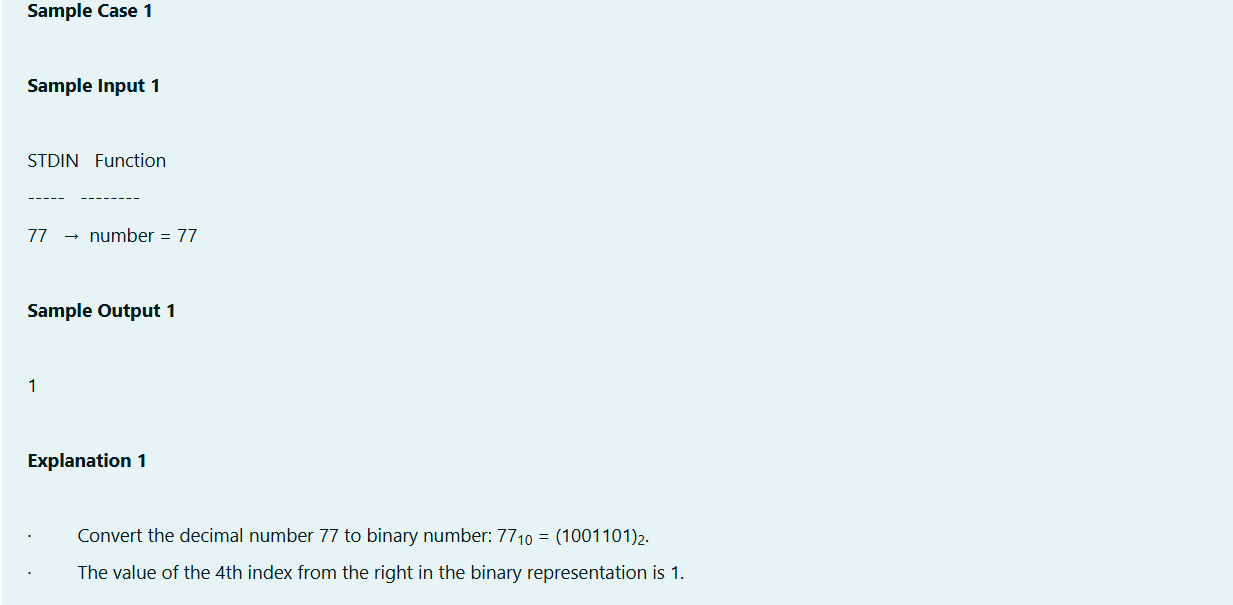 Sample Case 1
Sample Input 1
STDIN Function
----- --------
77 → number = 77
Sample Output 1
1
Explanation 1
· Convert the decimal number 77 to binary number: 77₁₀ = (1001101)₂.
· The value of the 4th index from the right in the binary representation is 1.